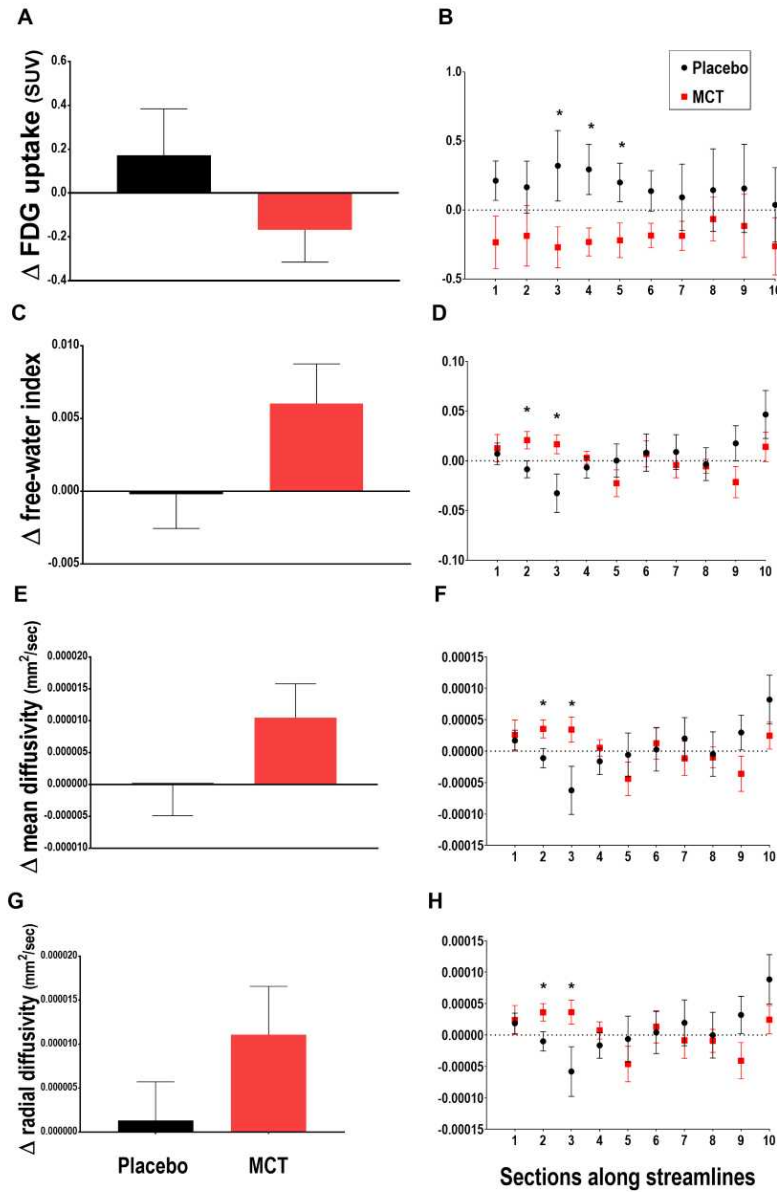 A
Δ FDG uptake (SUV)
0.6
0.4
0.2
0.0
-0.2
-0.4
B
Placebo
MCT
1.0
0.5
0.0
-0.5
* * *
1 2 3 4 5 6 7 8 9 10
C
Δ free-water index
0.010
0.005
0.000
-0.005
D
0.10
0.05
0.00
-0.05
-0.10
* *
1 2 3 4 5 6 7 8 9 10
E
Δ mean diffusivity (mm²/sec)
0.000020
0.000015
0.000010
0.000005
0.000000
-0.000005
-0.000010
F
0.00015
0.00010
0.00005
0.00000
-0.00005
-0.00010
-0.00015
* *
1 2 3 4 5 6 7 8 9 10
G
Δ radial diffusivity (mm²/sec)
0.000020
0.000015
0.000010
0.000005
0.000000
Placebo MCT
H
0.00015
0.00010
0.00005
0.00000
-0.00005
-0.00010
-0.00015
* *
1 2 3 4 5 6 7 8 9 10
Sections along streamlines